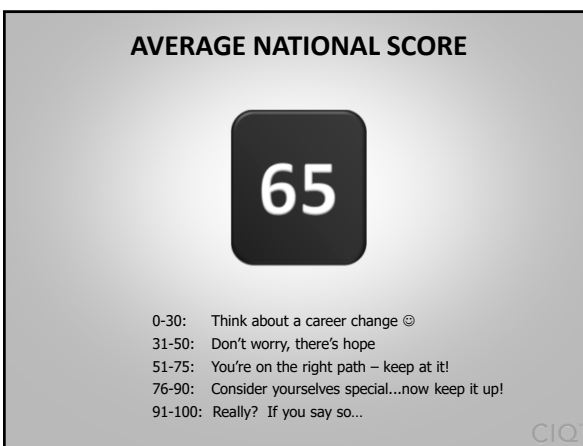 AVERAGE NATIONAL SCORE
65
0-30: Think about a career change ☺
31-50: Don't worry, there's hope
51-75: You're on the right path – keep at it!
76-90: Consider yourselves special...now keep it up!
91-100: Really? If you say so…
CIQ